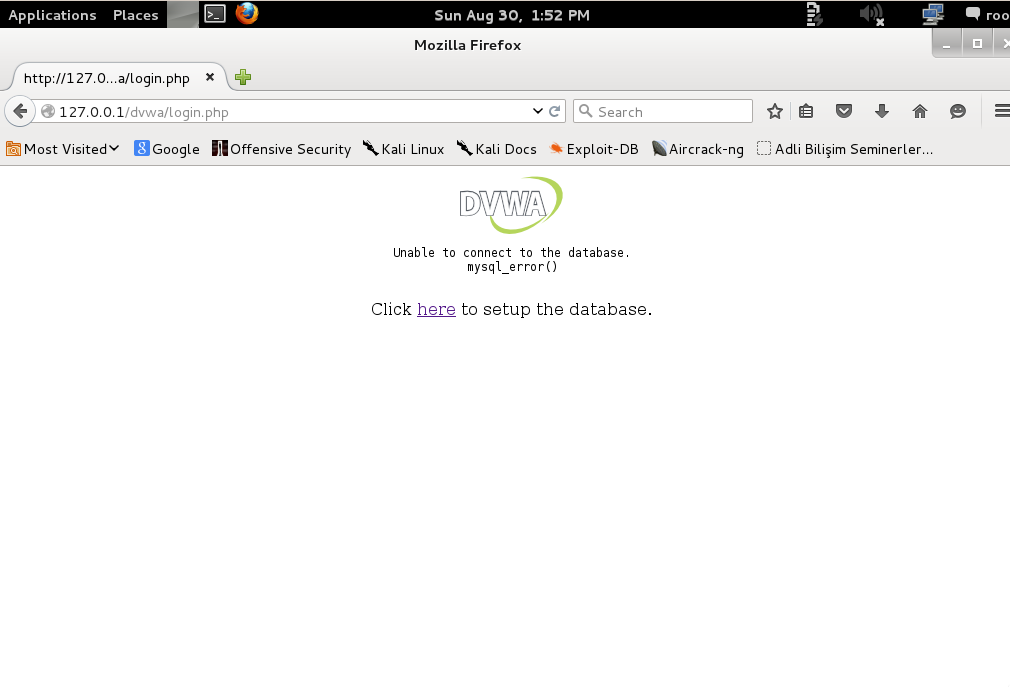 Applications Places Sun Aug 30, 1:52 PM roo
Mozilla Firefox
http://127.0...a/login.php
127.0.0.1/dvwa/login.php Search
Most Visited Google Offensive Security Kali Linux Kali Docs Exploit-DB Aircrack-ng Adli Bilişim Seminerler...
DVWA
Unable to connect to the database.
mysql_error()
Click here to setup the database.